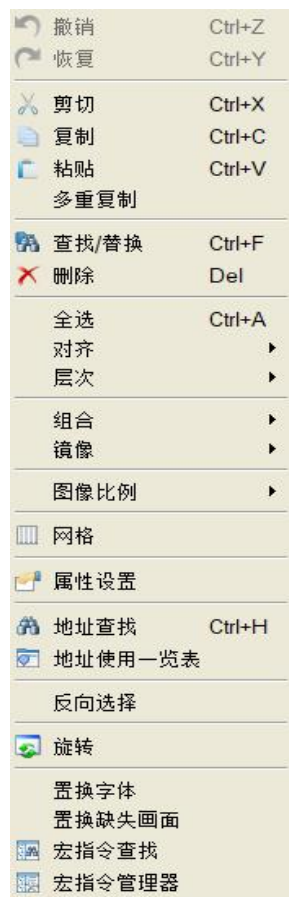 撤销 Ctrl+Z
恢复 Ctrl+Y
剪切 Ctrl+X
复制 Ctrl+C
粘贴 Ctrl+V
多重复制
查找/替换 Ctrl+F
删除 Del
全选 Ctrl+A
对齐
层次
组合
镜像
图像比例
网格
属性设置
地址查找 Ctrl+H
地址使用一览表
反向选择
旋转
置换字体
置换缺失画面
宏指令查找
宏指令管理器